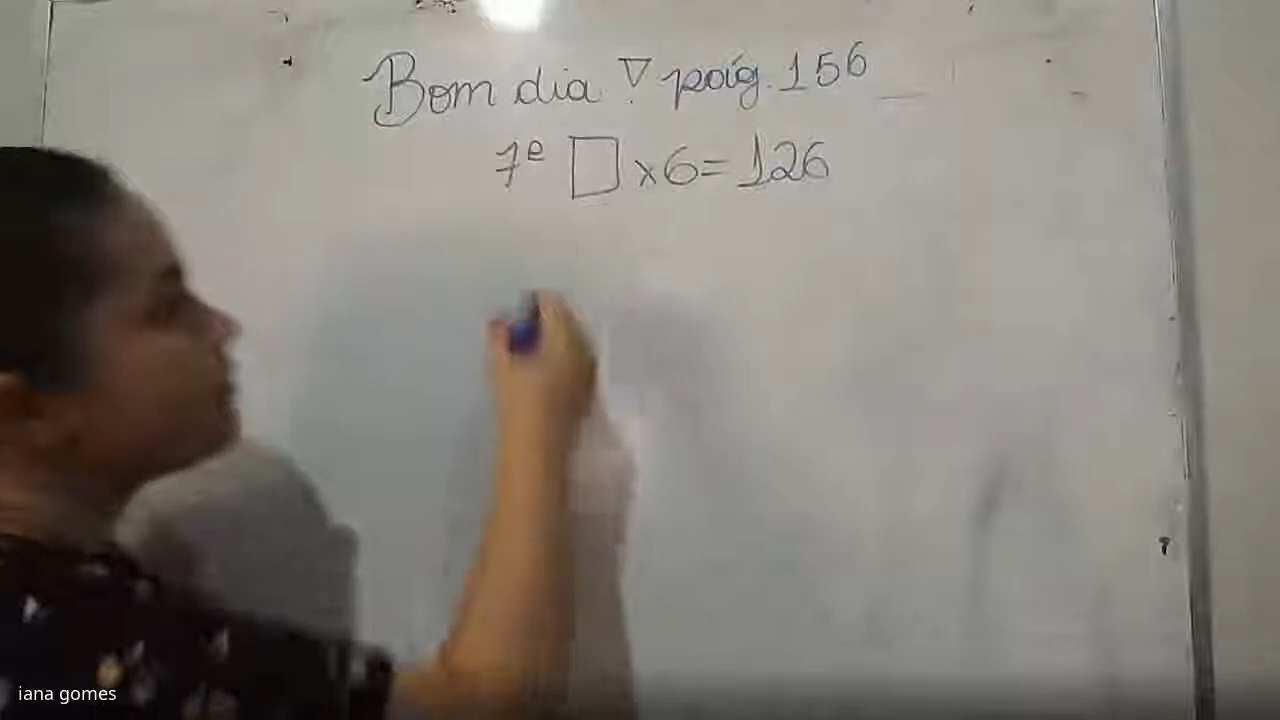 Bom dia ! pág. 156
7º □ x 6 = 126
iana gomes